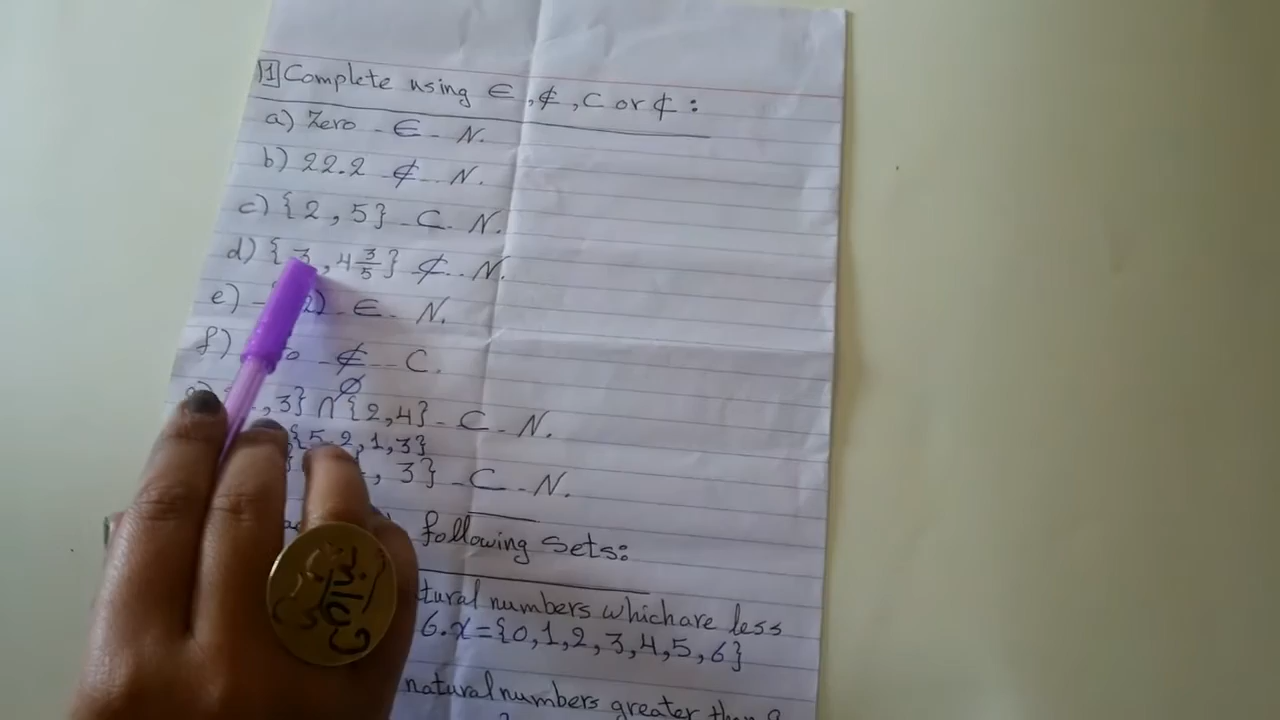 1 Complete using ∈, ∉, ⊂ or ⊄ :
a) Zero - ∈ - N.
b) 22.2 ∉ N.
c) {2, 5} - ⊂ - N.
d) { 3, 4 3/5 } ⊄ N.
e) - 2) - ∈ - N.
f) - ∉ - C.
∅
, 3} ∩ {2,4} - ⊂ - N.
{5-2, 1, 3}
, 3} - ⊂ - N.
following sets:
numbers which are less
6. X = {0, 1, 2, 3, 4, 5, 6}
natural numbers greater than